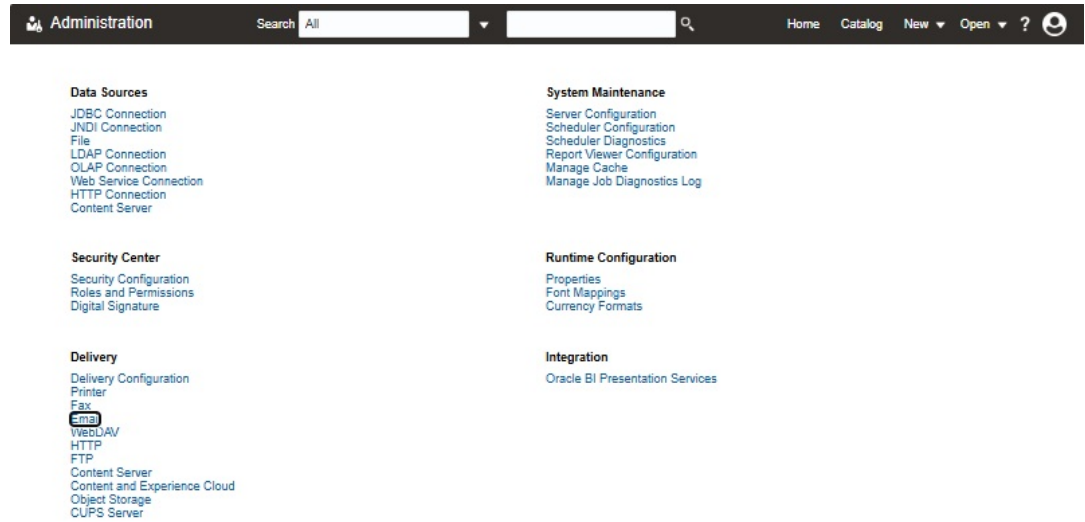 Administration Search All Home Catalog New Open ?
Data Sources
JDBC Connection
JNDI Connection
File
LDAP Connection
OLAP Connection
Web Service Connection
HTTP Connection
Content Server
System Maintenance
Server Configuration
Scheduler Configuration
Scheduler Diagnostics
Report Viewer Configuration
Manage Cache
Manage Job Diagnostics Log
Security Center
Security Configuration
Roles and Permissions
Digital Signature
Runtime Configuration
Properties
Font Mappings
Currency Formats
Delivery
Delivery Configuration
Printer
Fax
Email
WebDAV
HTTP
FTP
Content Server
Content and Experience Cloud
Object Storage
CUPS Server
Integration
Oracle BI Presentation Services